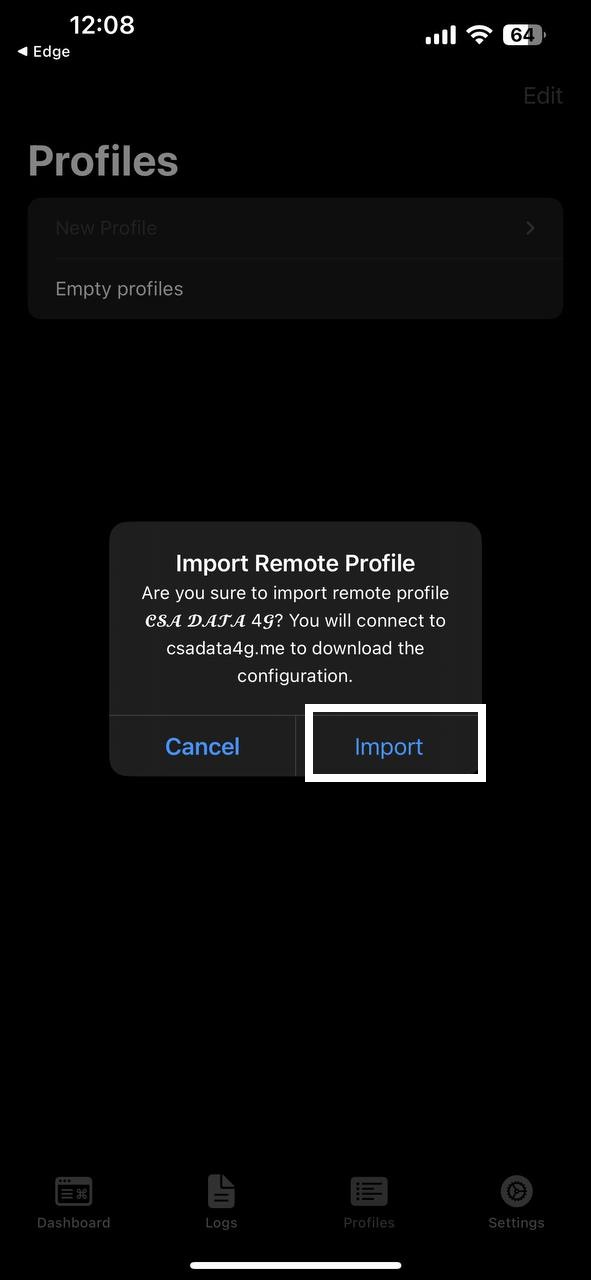 12:08
64
◀ Edge
Edit
Profiles
New Profile
Empty profiles
Import Remote Profile
Are you sure to import remote profile
𝓒𝓢𝓐 𝓓𝓐𝓣𝓐 4𝓖? You will connect to
csadata4g.me to download the
configuration.
Cancel
Import
Dashboard
Logs
Profiles
Settings